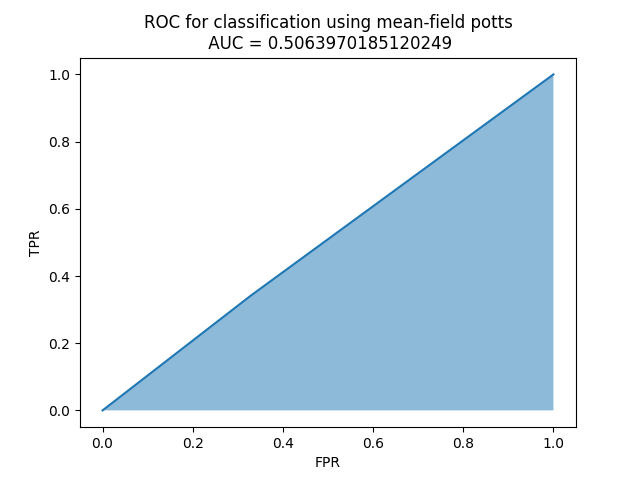 ROC for classification using mean-field potts
AUC = 0.5063970185120249
1.0
0.8
0.6
0.4
0.2
0.0
TPR
0.0 0.2 0.4 0.6 0.8 1.0
FPR